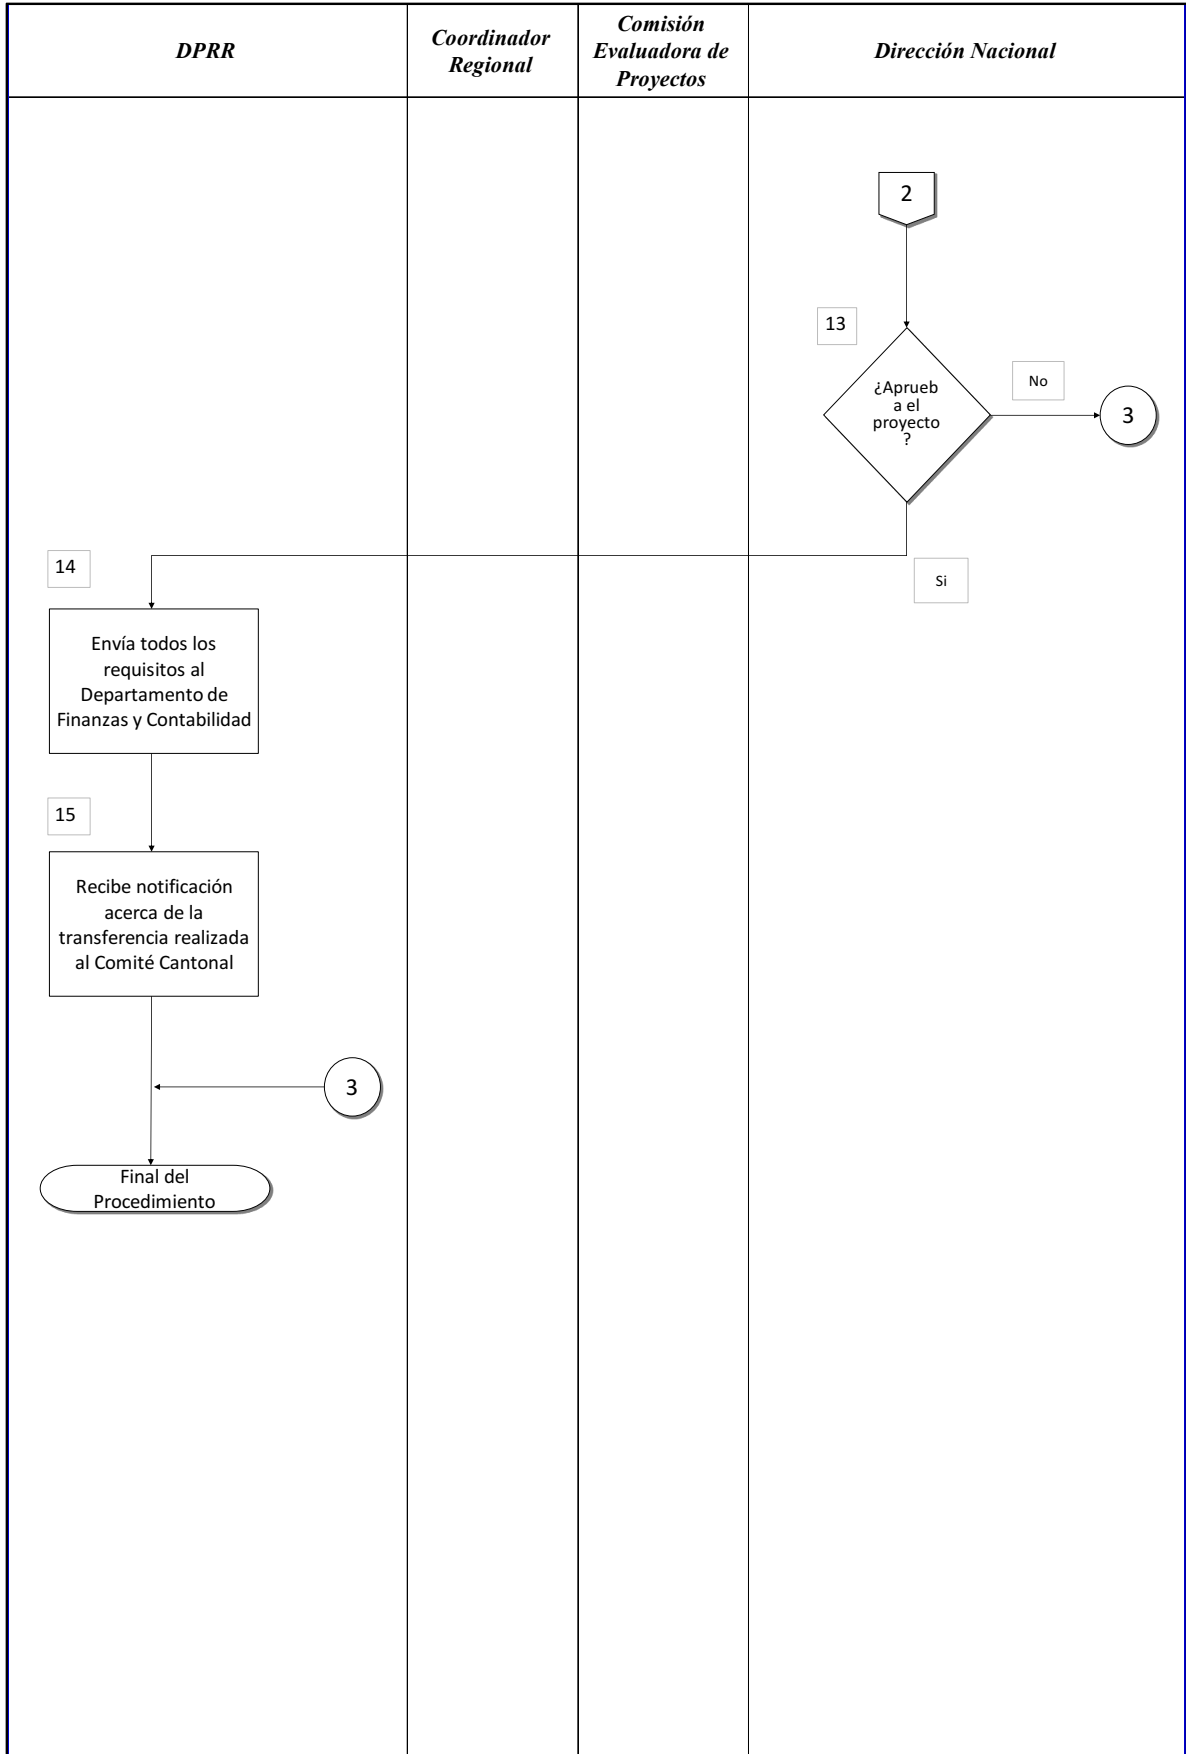 DPRR
Coordinador
Regional
Comisión
Evaluadora de
Proyectos
Dirección Nacional
2
13
¿Aprueb
a el
proyecto
?
No
3
Si
14
Envía todos los
requisitos al
Departamento de
Finanzas y Contabilidad
15
Recibe notificación
acerca de la
transferencia realizada
al Comité Cantonal
3
Final del
Procedimiento